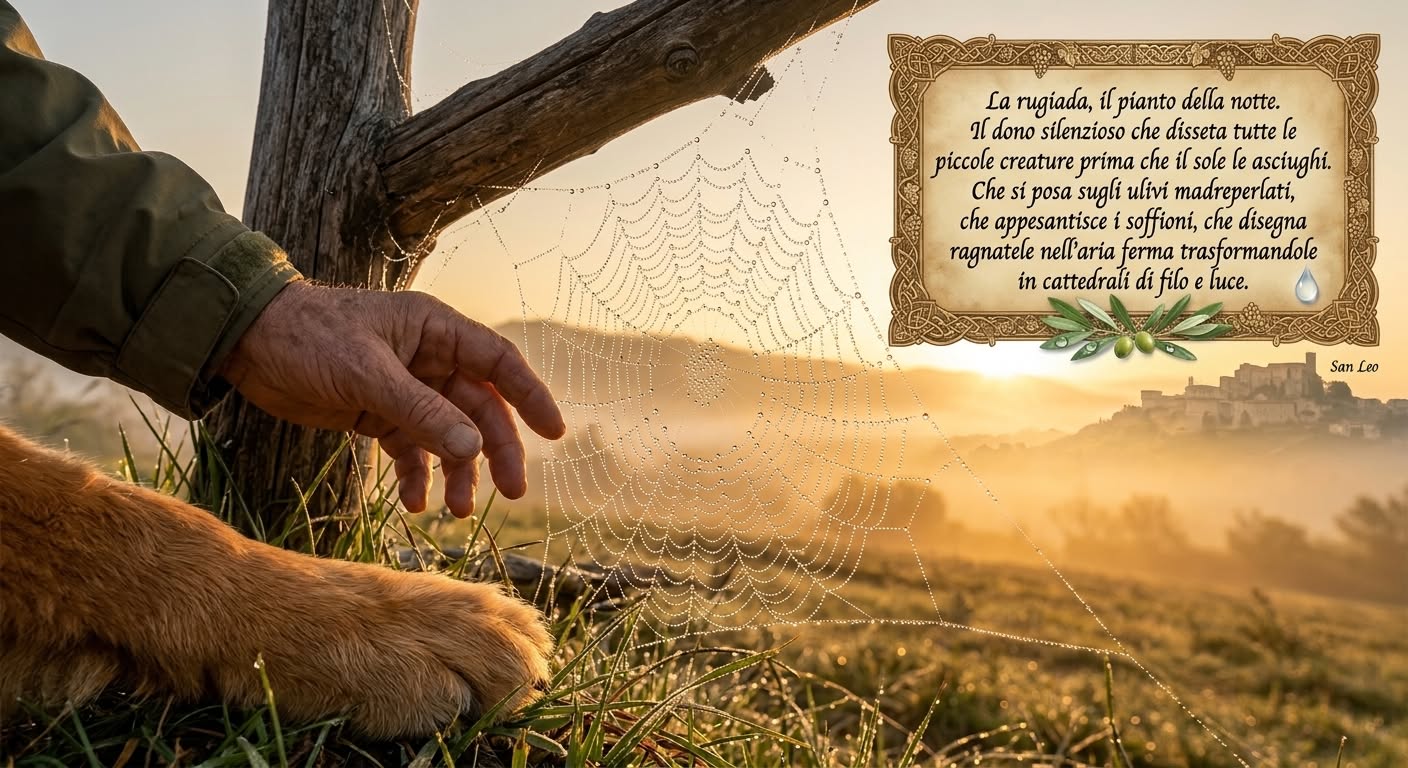 La rugiada, il pianto della notte.
Il dono silenzioso che disseta tutte le
piccole creature prima che il sole le asciughi.
Che si posa sugli ulivi madreperlati,
che appesantisce i soffioni, che disegna
ragnatele nell'aria ferma trasformandole
in cattedrali di filo e luce.
San Leo